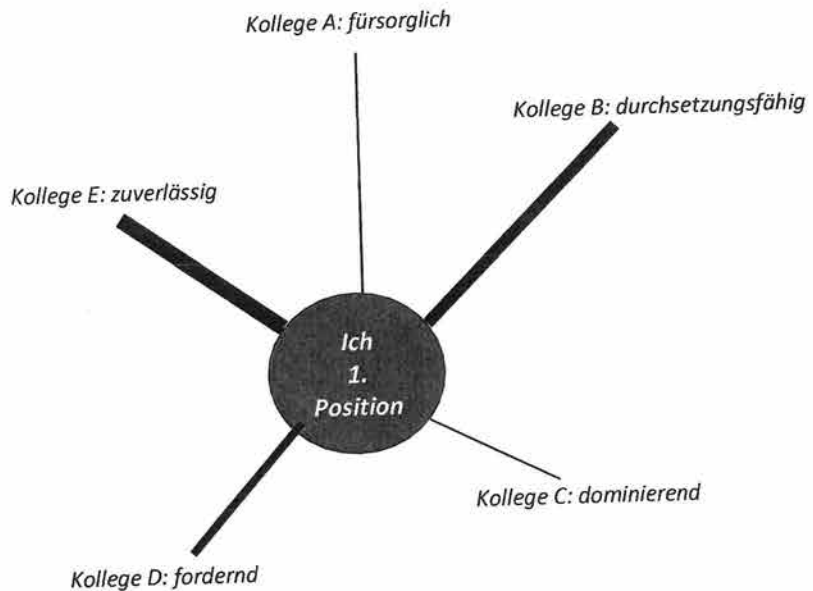 Kollege A: fürsorglich
Kollege B: durchsetzungsfähig
Kollege E: zuverlässig
Ich
1.
Position
Kollege C: dominierend
Kollege D: fordernd